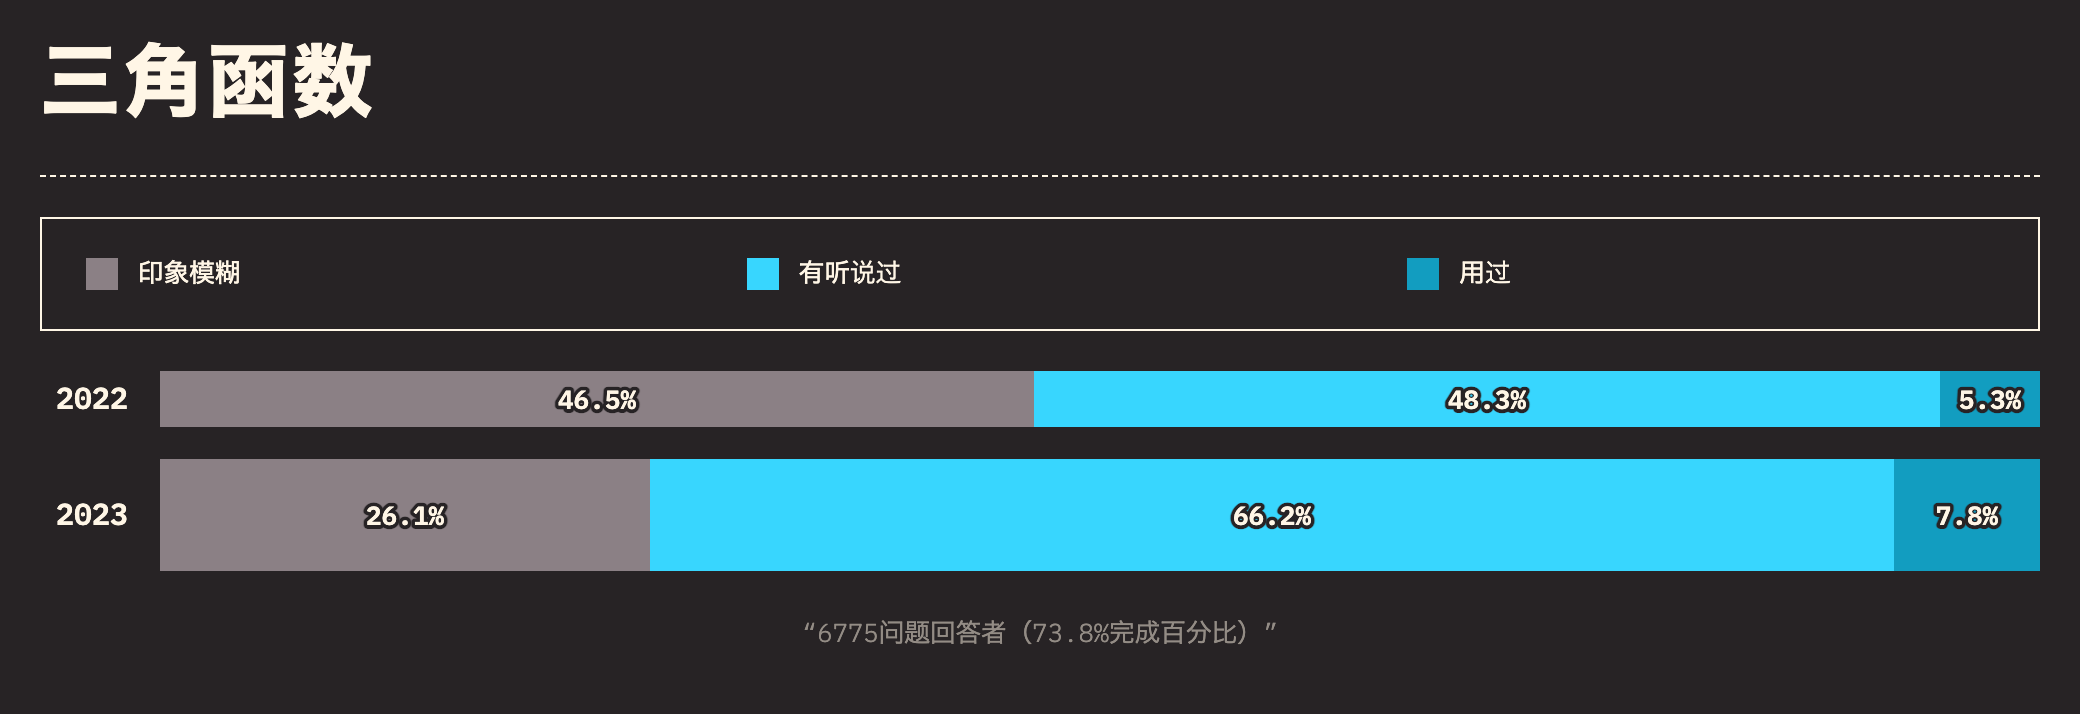 三角函数
印象模糊 有听说过 用过
2022 46.5% 48.3% 5.3%
2023 26.1% 66.2% 7.8%
“6775问题回答者（73.8%完成百分比）”